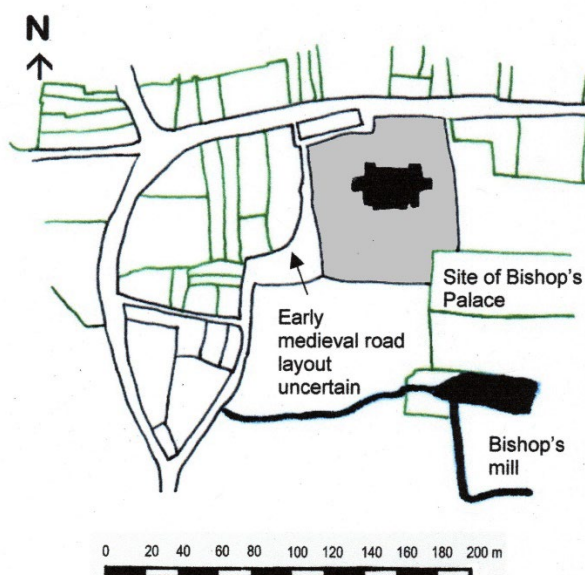 N
Site of Bishop's
Palace
Early
medieval road
layout
uncertain
Bishop's
mill
0 20 40 60 80 100 120 140 160 180 200 m